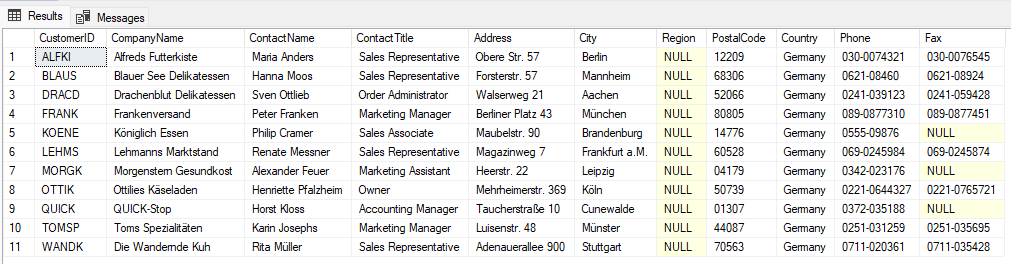 Results Messages
CustomerID CompanyName ContactName ContactTitle Address City Region PostalCode Country Phone Fax
1 ALFKI Alfreds Futterkiste Maria Anders Sales Representative Obere Str. 57 Berlin NULL 12209 Germany 030-0074321 030-0076545
2 BLAUS Blauer See Delikatessen Hanna Moos Sales Representative Forsterstr. 57 Mannheim NULL 68306 Germany 0621-08460 0621-08924
3 DRACD Drachenblut Delikatessen Sven Ottlieb Order Administrator Walserweg 21 Aachen NULL 52066 Germany 0241-039123 0241-059428
4 FRANK Frankenversand Peter Franken Marketing Manager Berliner Platz 43 München NULL 80805 Germany 089-0877310 089-0877451
5 KOENE Königlich Essen Philip Cramer Sales Associate Maubelstr. 90 Brandenburg NULL 14776 Germany 0555-09876 NULL
6 LEHMS Lehmanns Marktstand Renate Messner Sales Representative Magazinweg 7 Frankfurt a.M. NULL 60528 Germany 069-0245984 069-0245874
7 MORGK Morgenstern Gesundkost Alexander Feuer Marketing Assistant Heerstr. 22 Leipzig NULL 04179 Germany 0342-023176 NULL
8 OTTIK Ottilies Käseladen Henriette Pfalzheim Owner Mehrheimerstr. 369 Köln NULL 50739 Germany 0221-0644327 0221-0765721
9 QUICK QUICK-Stop Horst Kloss Accounting Manager Taucherstraße 10 Cunewalde NULL 01307 Germany 0372-035188 NULL
10 TOMSP Toms Spezialitäten Karin Josephs Marketing Manager Luisenstr. 48 Münster NULL 44087 Germany 0251-031259 0251-035695
11 WANDK Die Wandernde Kuh Rita Müller Sales Representative Adenauerallee 900 Stuttgart NULL 70563 Germany 0711-020361 0711-035428